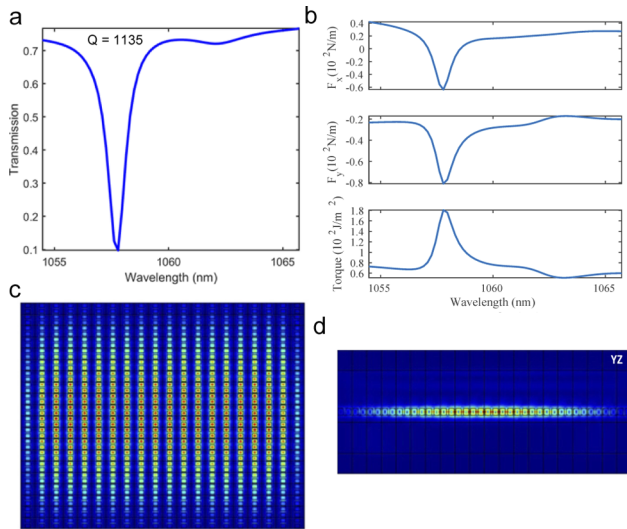 a
Q = 1135
0.7
0.6
0.5
0.4
0.3
0.2
0.1
Transmission
1055
1060
1065
Wavelength (nm)
b
0.4
0.2
0
-0.2
-0.4
-0.6
F_x(10 ^2N/m)
-0.2
-0.4
-0.6
-0.8
F_y(10 ^2N/m)
1.8
1.6
1.4
1.2
1
0.8
0.6
Torque (10 ^2J/m ^2)
1055
1060
1065
Wavelength (nm)
c
d
YZ